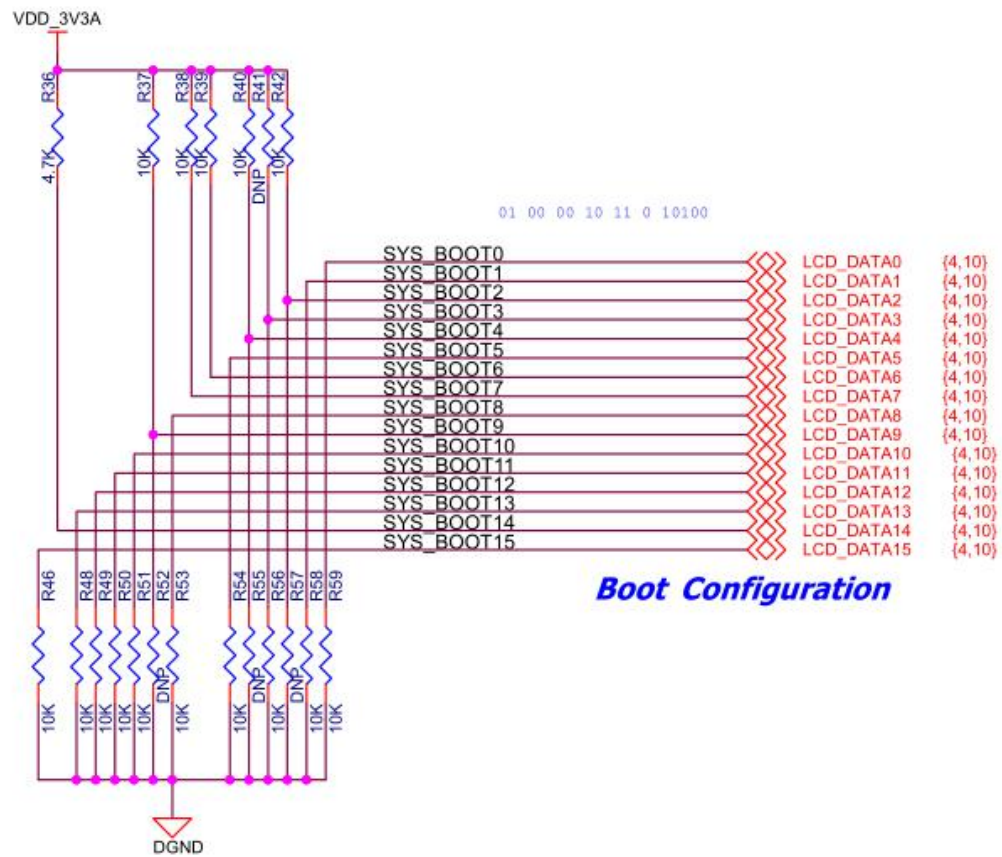 VDD_3V3A
R36
R37
R38
R39
R40
R41
R42
4.7K
10K
10K
10K
10K
DNP
10K
01 00 00 10 11 0 10100
SYS_BOOT0 LCD_DATA0 {4,10}
SYS_BOOT1 LCD_DATA1 {4,10}
SYS_BOOT2 LCD_DATA2 {4,10}
SYS_BOOT3 LCD_DATA3 {4,10}
SYS_BOOT4 LCD_DATA4 {4,10}
SYS_BOOT5 LCD_DATA5 {4,10}
SYS_BOOT6 LCD_DATA6 {4,10}
SYS_BOOT7 LCD_DATA7 {4,10}
SYS_BOOT8 LCD_DATA8 {4,10}
SYS_BOOT9 LCD_DATA9 {4,10}
SYS_BOOT10 LCD_DATA10 {4,10}
SYS_BOOT11 LCD_DATA11 {4,10}
SYS_BOOT12 LCD_DATA12 {4,10}
SYS_BOOT13 LCD_DATA13 {4,10}
SYS_BOOT14 LCD_DATA14 {4,10}
SYS_BOOT15 LCD_DATA15 {4,10}
Boot Configuration
R46
R48
R49
R50
R51
R52
R53
R54
R55
R56
R57
R58
R59
10K
10K
10K
10K
10K
DNP
10K
10K
DNP
10K
DNP
10K
10K
DGND